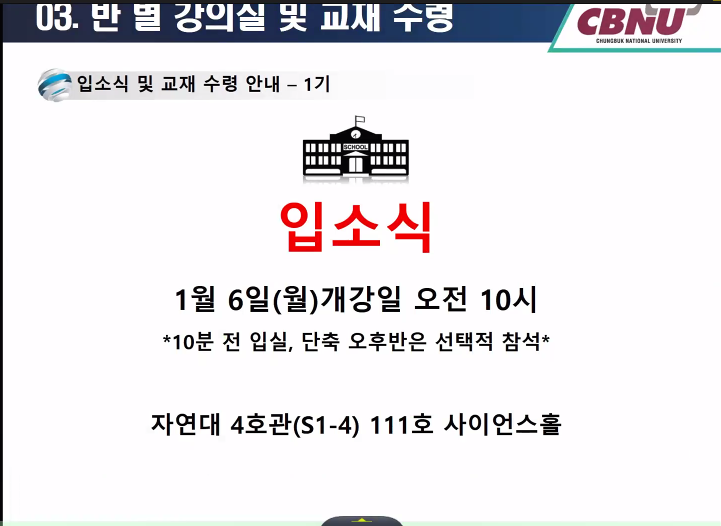 03. 반 별 강의실 및 교재 수령
CBNU
CHUNGBUK NATIONAL UNIVERSITY
입소식 및 교재 수령 안내 – 1기
SCHOOL
입소식
1월 6일(월)개강일 오전 10시
*10분 전 입실, 단축 오후반은 선택적 참석*
자연대 4호관(S1-4) 111호 사이언스홀